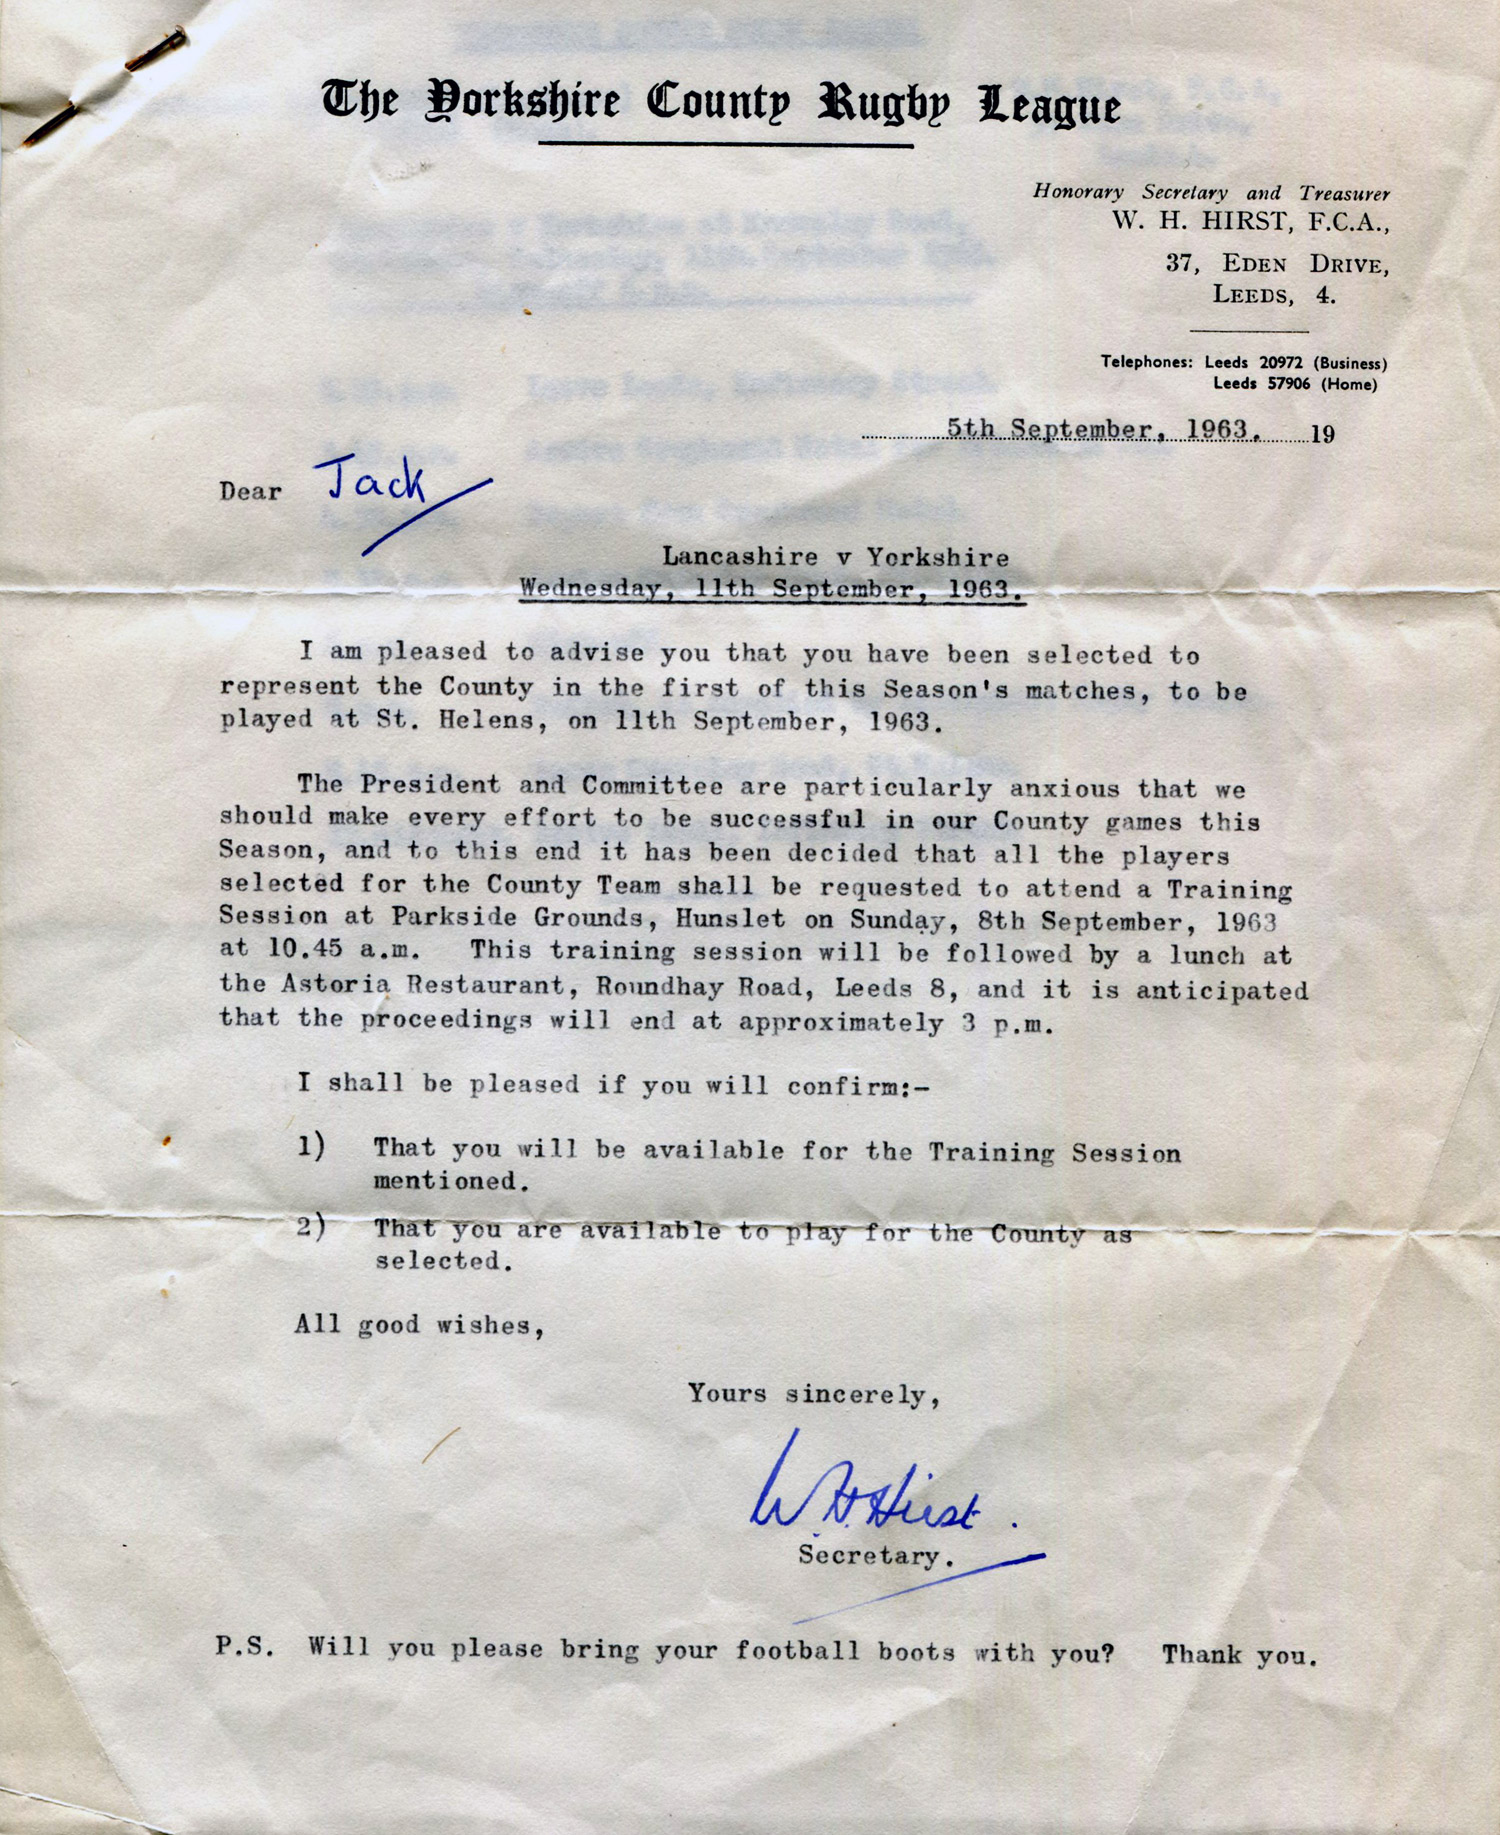 The Yorkshire County Rugby League
Honorary Secretary and Treasurer
W. H. HIRST, F.C.A.,
37, EDEN DRIVE,
LEEDS, 4.
Telephones: Leeds 20972 (Business)
Leeds 57906 (Home)
5th September, 1963. 19
Dear Jack
Lancashire v Yorkshire
Wednesday, 11th September, 1963.
I am pleased to advise you that you have been selected to
represent the County in the first of this Season's matches, to be
played at St. Helens, on 11th September, 1963.
The President and Committee are particularly anxious that we
should make every effort to be successful in our County games this
Season, and to this end it has been decided that all the players
selected for the County Team shall be requested to attend a Training
Session at Parkside Grounds, Hunslet on Sunday, 8th September, 1963
at 10.45 a.m. This training session will be followed by a lunch at
the Astoria Restaurant, Roundhay Road, Leeds 8, and it is anticipated
that the proceedings will end at approximately 3 p.m.
I shall be pleased if you will confirm:-
1) That you will be available for the Training Session
mentioned.
2) That you are available to play for the County as
selected.
All good wishes,
Yours sincerely,
W. H. Hirst.
Secretary.
P.S. Will you please bring your football boots with you? Thank you.